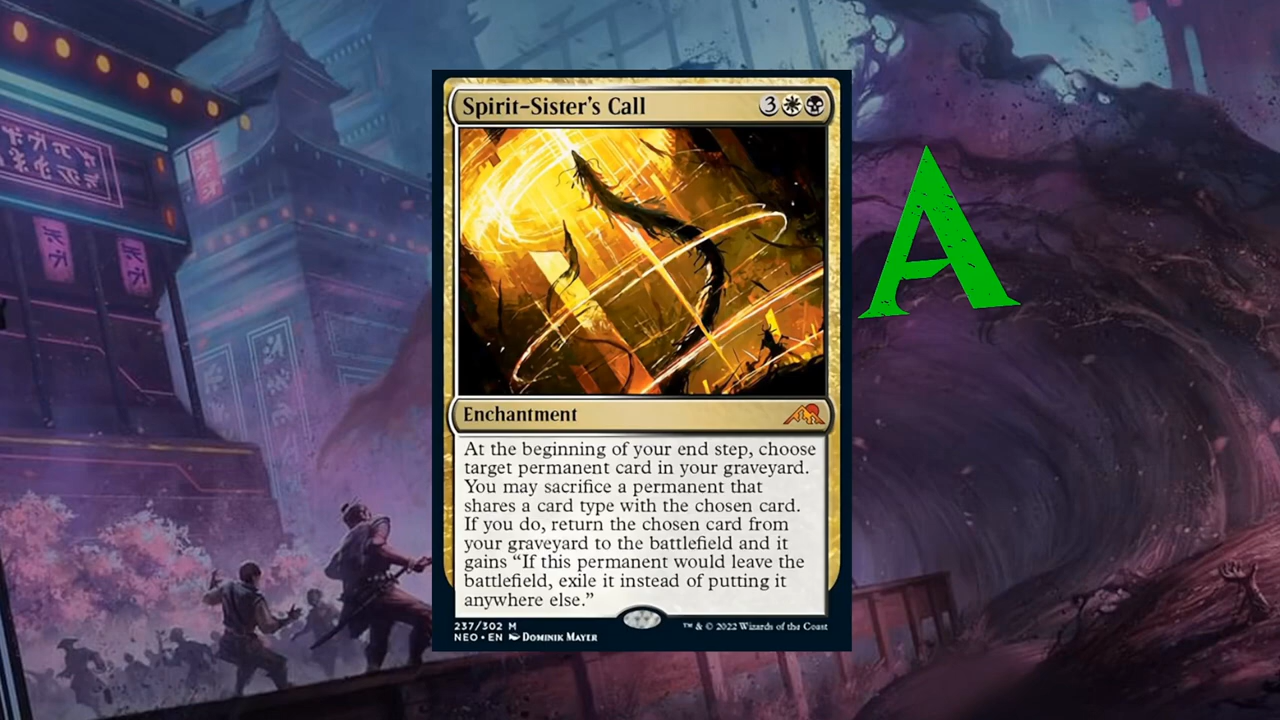 Spirit-Sister's Call
3
A
Enchantment
At the beginning of your end step, choose
target permanent card in your graveyard.
You may sacrifice a permanent that
shares a card type with the chosen card.
If you do, return the chosen card from
your graveyard to the battlefield and it
gains “If this permanent would leave the
battlefield, exile it instead of putting it
anywhere else.”
237/302 M
NEO • EN Dominik Mayer
™ & © 2022 Wizards of the Coast